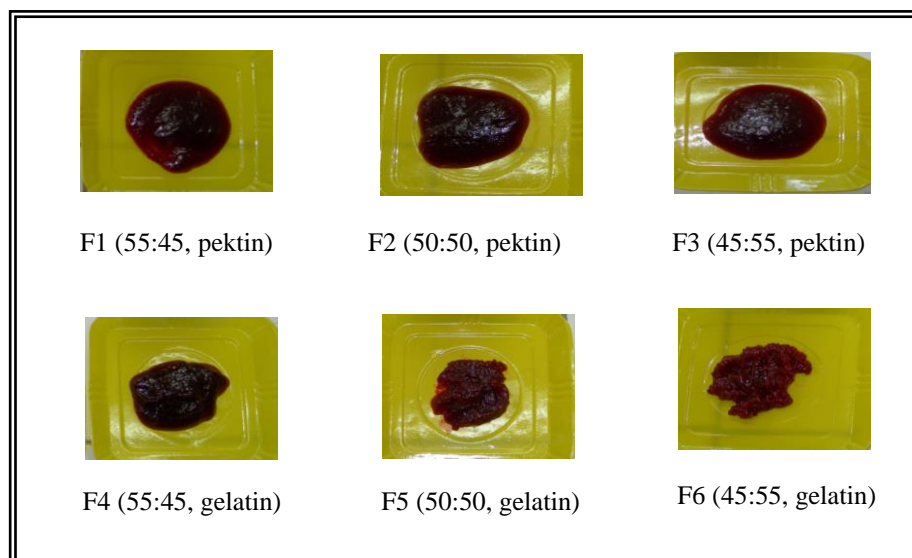 F1 (55:45, pektin)
F2 (50:50, pektin)
F3 (45:55, pektin)
F4 (55:45, gelatin)
F5 (50:50, gelatin)
F6 (45:55, gelatin)